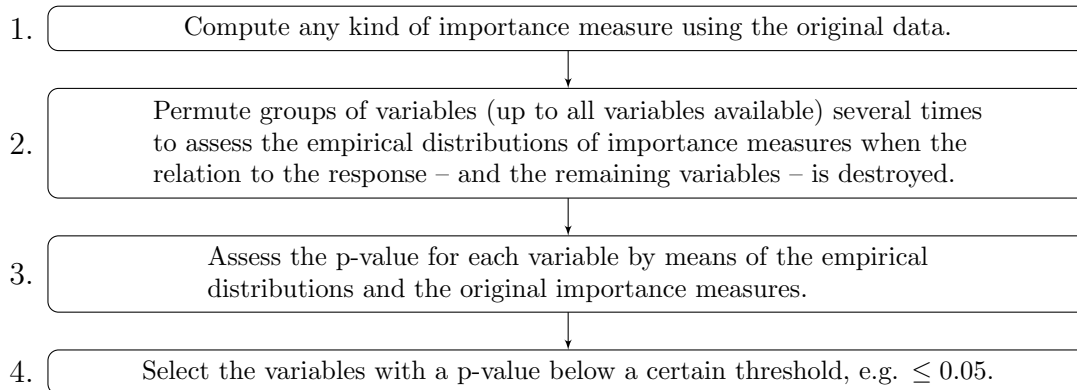 1. Compute any kind of importance measure using the original data.
2. Permute groups of variables (up to all variables available) several times
to assess the empirical distributions of importance measures when the
relation to the response – and the remaining variables – is destroyed.
3. Assess the p-value for each variable by means of the empirical
distributions and the original importance measures.
4. Select the variables with a p-value below a certain threshold, e.g. ≤ 0.05.